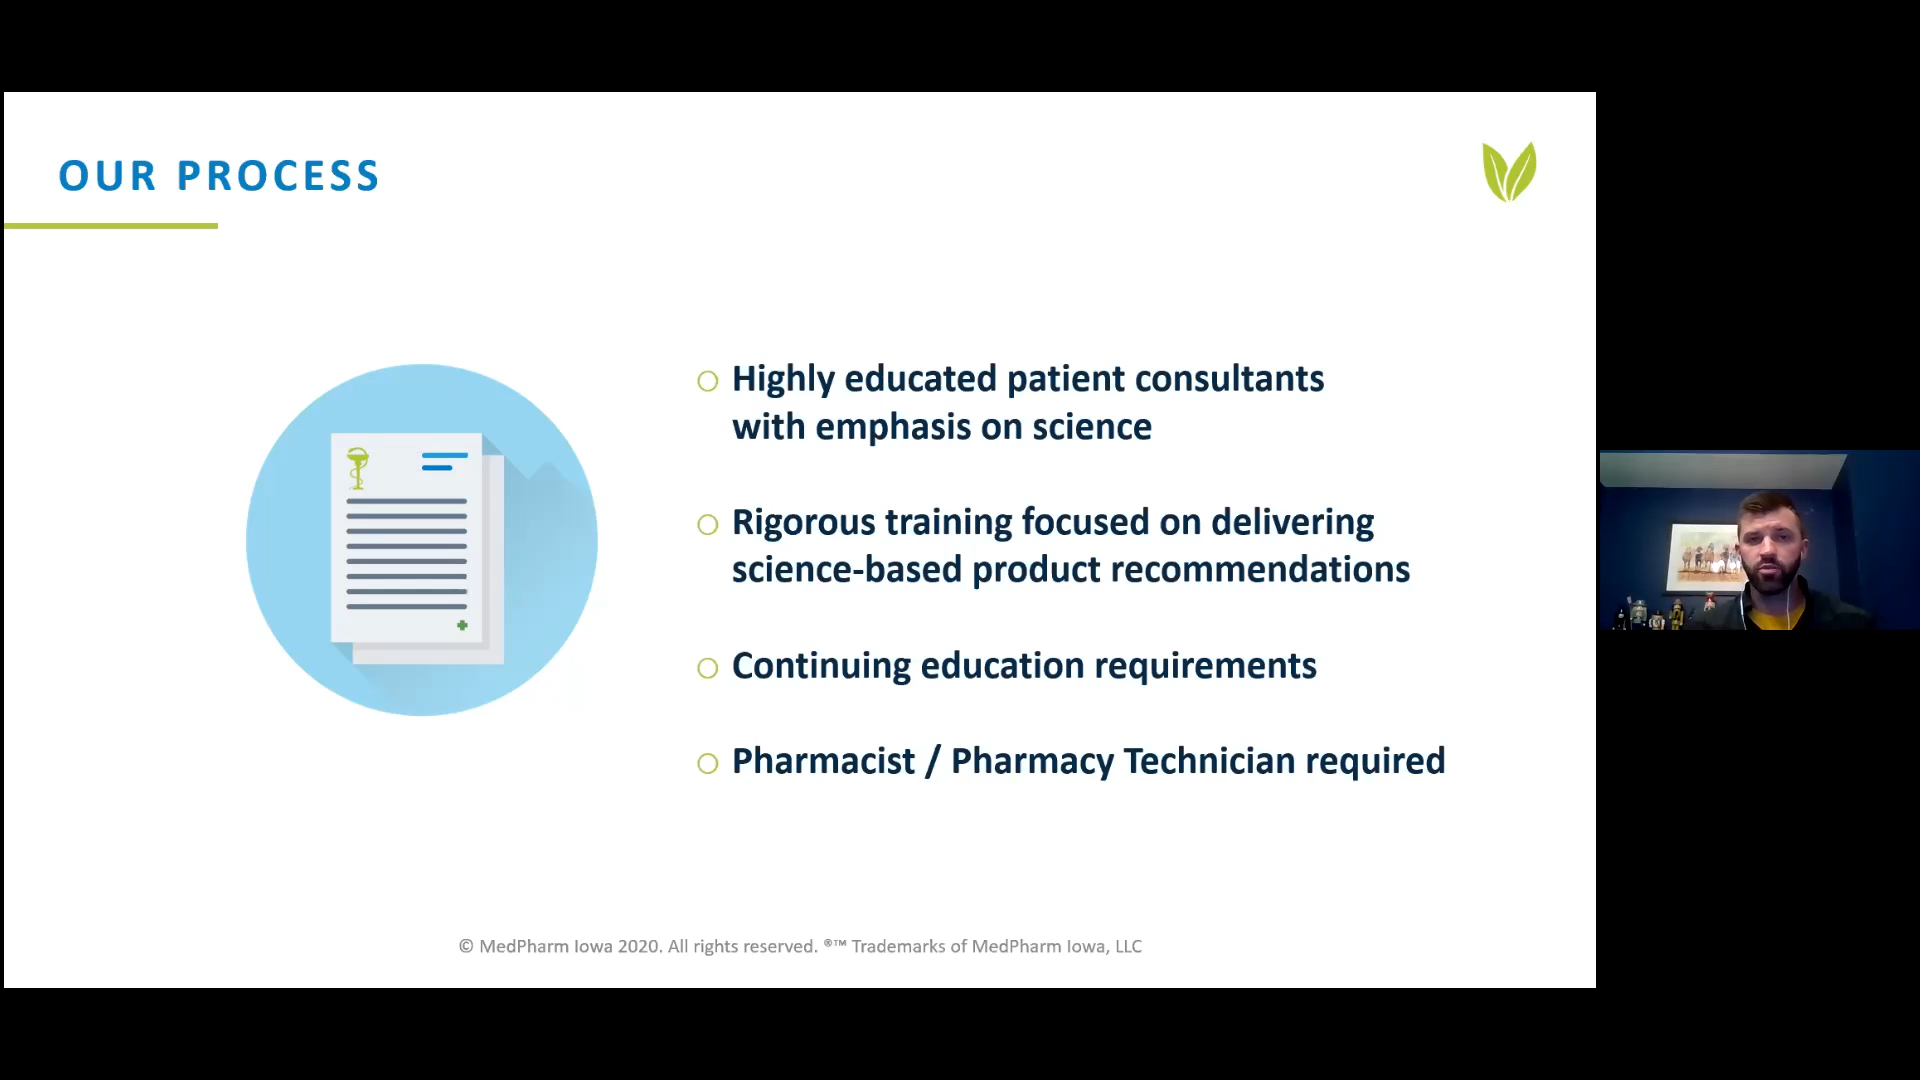 OUR PROCESS
Highly educated patient consultants
with emphasis on science
Rigorous training focused on delivering
science-based product recommendations
Continuing education requirements
Pharmacist / Pharmacy Technician required
© MedPharm Iowa 2020. All rights reserved. ®™ Trademarks of MedPharm Iowa, LLC